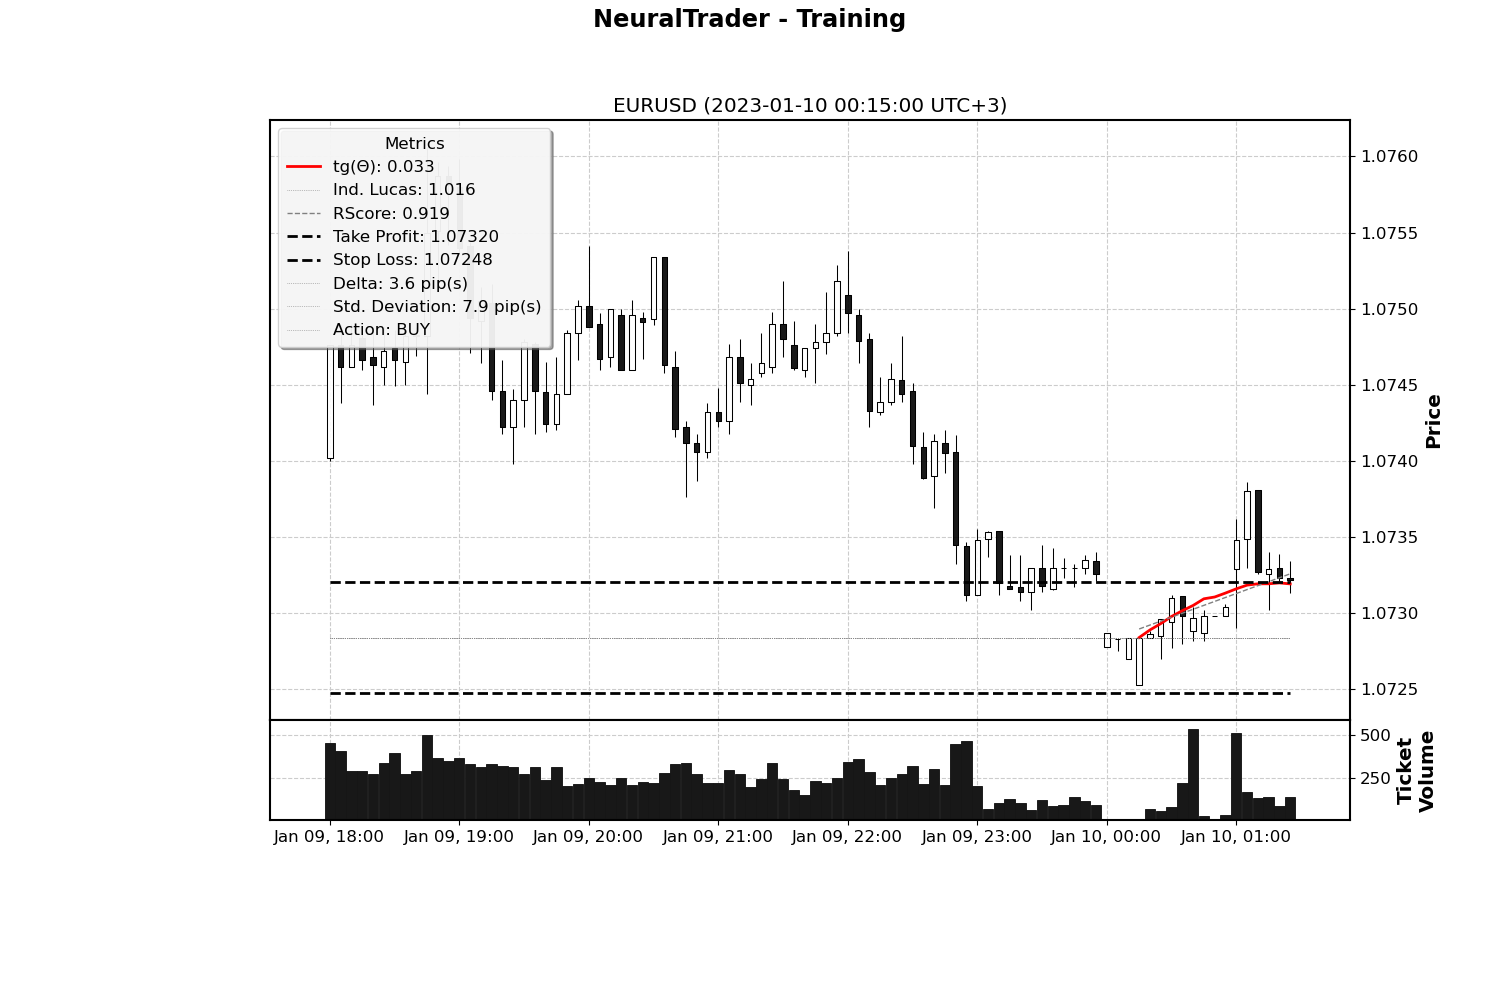 NeuralTrader - Training
EURUSD (2023-01-10 00:15:00 UTC+3)
Metrics
tg(Θ): 0.033
Ind. Lucas: 1.016
RScore: 0.919
Take Profit: 1.07320
Stop Loss: 1.07248
Delta: 3.6 pip(s)
Std. Deviation: 7.9 pip(s)
Action: BUY
1.0760
1.0755
1.0750
1.0745
1.0740
1.0735
1.0730
1.0725
Price
500
250
Ticket
Volume
Jan 09, 18:00 Jan 09, 19:00 Jan 09, 20:00 Jan 09, 21:00 Jan 09, 22:00 Jan 09, 23:00 Jan 10, 00:00 Jan 10, 01:00